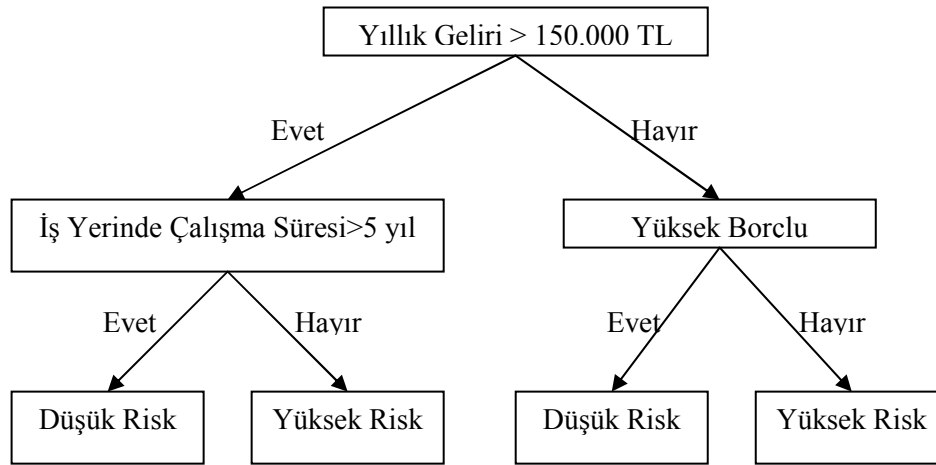 Yıllık Geliri > 150.000 TL
Evet
Hayır
İş Yerinde Çalışma Süresi>5 yıl
Yüksek Borclu
Evet
Hayır
Evet
Hayır
Düşük Risk
Yüksek Risk
Düşük Risk
Yüksek Risk